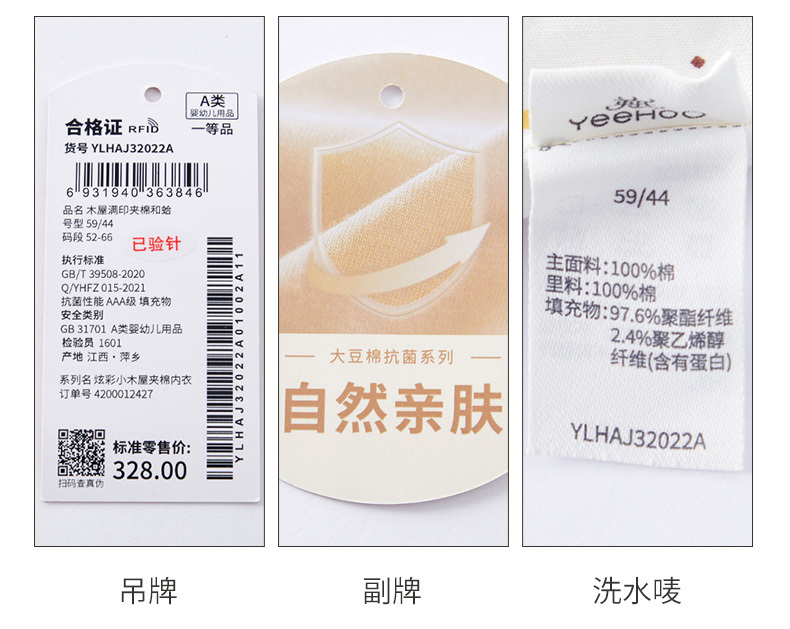 合格证 RFID
A类
婴幼儿用品
一等品
货号 YLHAJ32022A
6 931940 363846
品名 木屋满印夹棉和蛤
号型 59/44
码段 52-66
已验针
执行标准
GB/T 39508-2020
Q/YHFZ 015-2021
抗菌性能 AAA级 填充物
安全类别
GB 31701 A类婴幼儿用品
检验员 1601
产地 江西·萍乡
系列名 炫彩小木屋夹棉内衣
订单号 4200012427
标准零售价:
328.00
扫码查真伪
YLHAJ32022A01002A11
大豆棉抗菌系列
自然亲肤
英氏
YeeHoO
59/44
主面料:100%棉
里料:100%棉
填充物:97.6%聚酯纤维
2.4%聚乙烯醇
纤维(含有蛋白)
YLHAJ32022A
吊牌
副牌
洗水唛